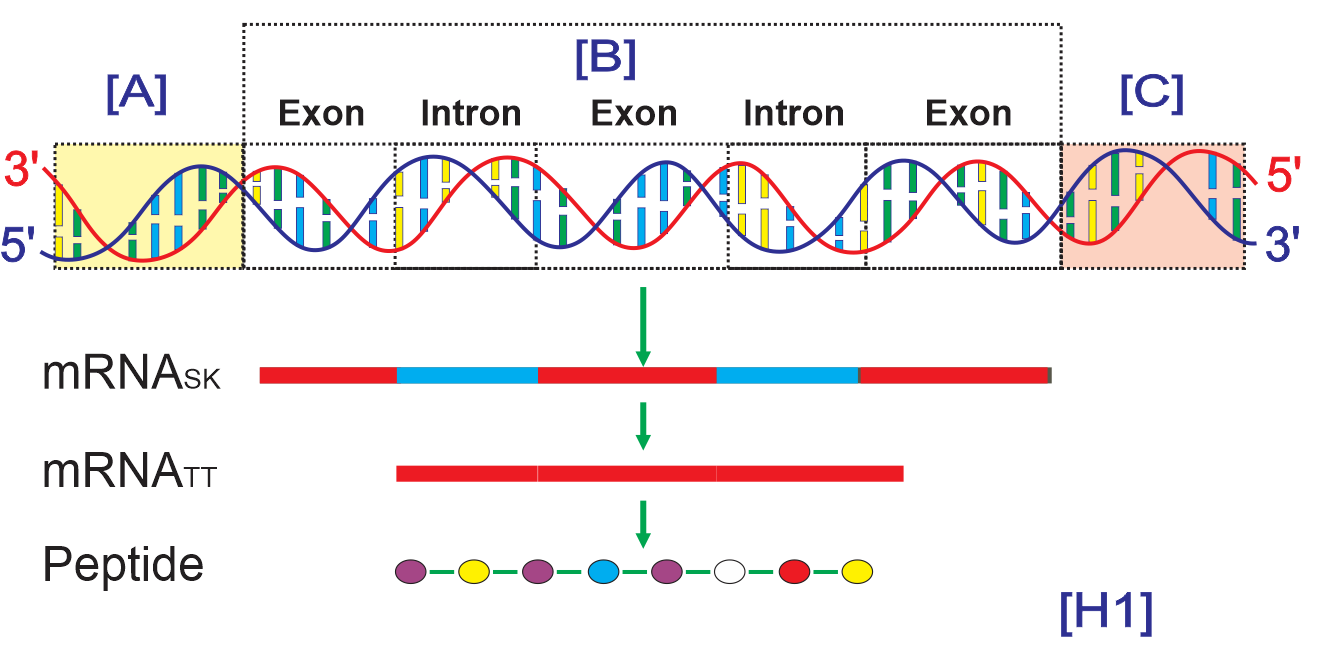 [B]
[A]
[C]
Exon Intron Exon Intron Exon
3' 5'
5' 3'
mRNASK
mRNATT
Peptide
[H1]